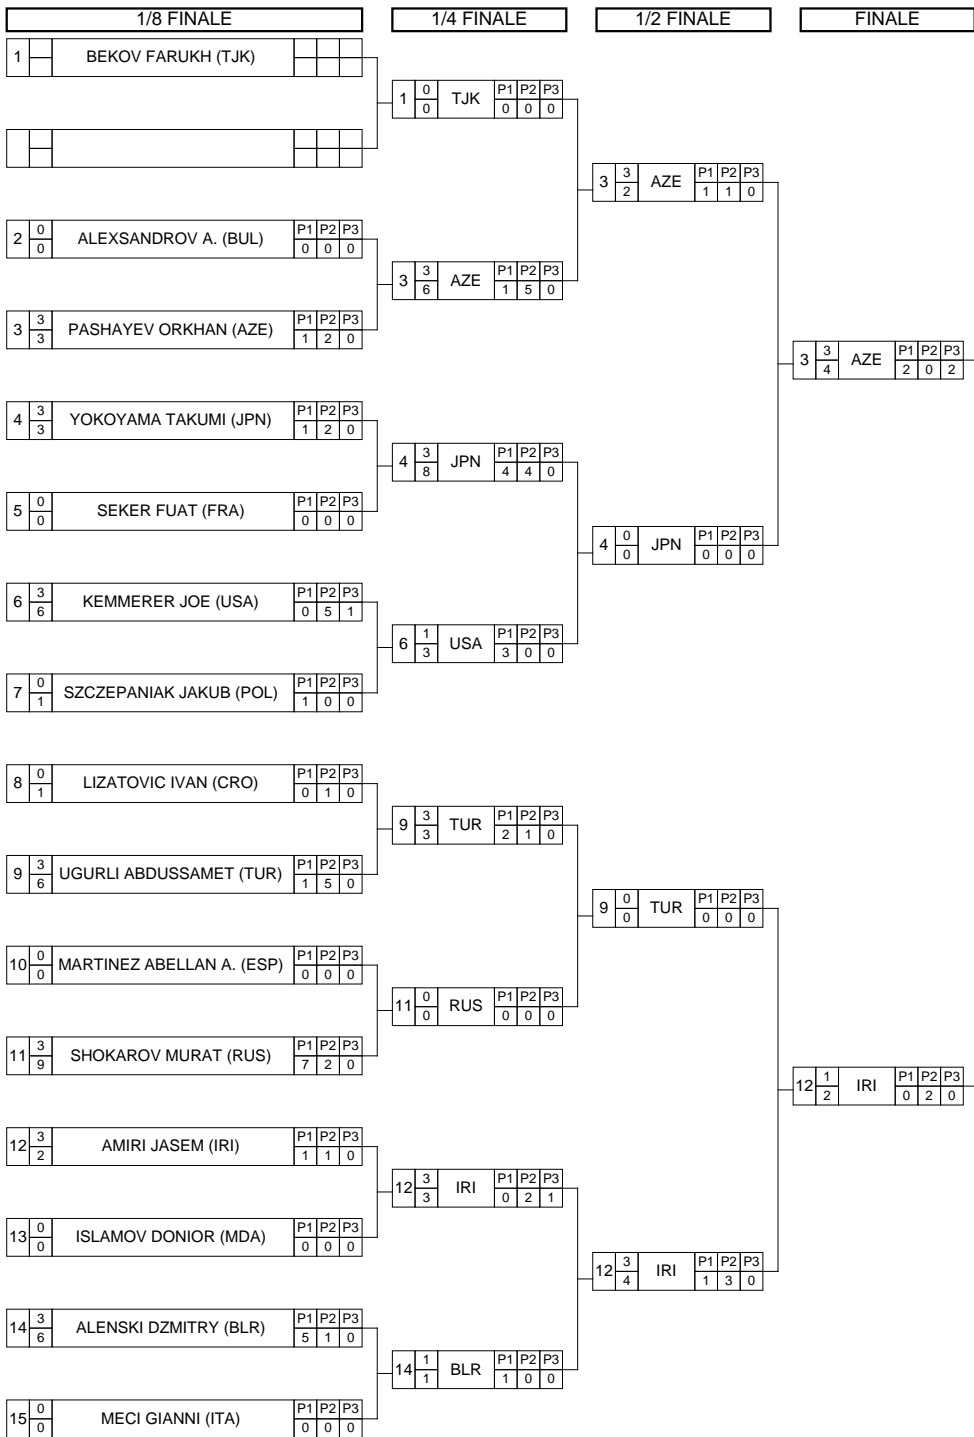 1/8 FINALE 1/4 FINALE 1/2 FINALE FINALE
1 BEKOV FARUKH (TJK)
1 0 TJK P1 P2 P3
0 0 0 0
3 3 AZE P1 P2 P3
2 1 1 0
2 0 ALEXSANDROV A. (BUL) P1 P2 P3
0 0 0 0
3 3 AZE P1 P2 P3
6 1 5 0
3 3 PASHAYEV ORKHAN (AZE) P1 P2 P3
3 1 2 0
3 3 AZE P1 P2 P3
4 2 0 2
4 3 YOKOYAMA TAKUMI (JPN) P1 P2 P3
3 1 2 0
4 3 JPN P1 P2 P3
8 4 4 0
5 0 SEKER FUAT (FRA) P1 P2 P3
0 0 0 0
4 0 JPN P1 P2 P3
0 0 0 0
6 3 KEMMERER JOE (USA) P1 P2 P3
6 0 5 1
6 1 USA P1 P2 P3
3 3 0 0
7 0 SZCZEPANIAK JAKUB (POL) P1 P2 P3
1 1 0 0
8 0 LIZATOVIC IVAN (CRO) P1 P2 P3
1 0 1 0
9 3 TUR P1 P2 P3
3 2 1 0
9 3 UGURLI ABDUSSAMET (TUR) P1 P2 P3
6 1 5 0
9 0 TUR P1 P2 P3
0 0 0 0
10 0 MARTINEZ ABELLAN A. (ESP) P1 P2 P3
0 0 0 0
11 0 RUS P1 P2 P3
0 0 0 0
11 3 SHOKAROV MURAT (RUS) P1 P2 P3
9 7 2 0
12 1 IRI P1 P2 P3
2 0 2 0
12 3 AMIRI JASEM (IRI) P1 P2 P3
2 1 1 0
12 3 IRI P1 P2 P3
3 0 2 1
13 0 ISLAMOV DONIOR (MDA) P1 P2 P3
0 0 0 0
12 3 IRI P1 P2 P3
4 1 3 0
14 3 ALENSKI DZMITRY (BLR) P1 P2 P3
6 5 1 0
14 1 BLR P1 P2 P3
1 1 0 0
15 0 MECI GIANNI (ITA) P1 P2 P3
0 0 0 0